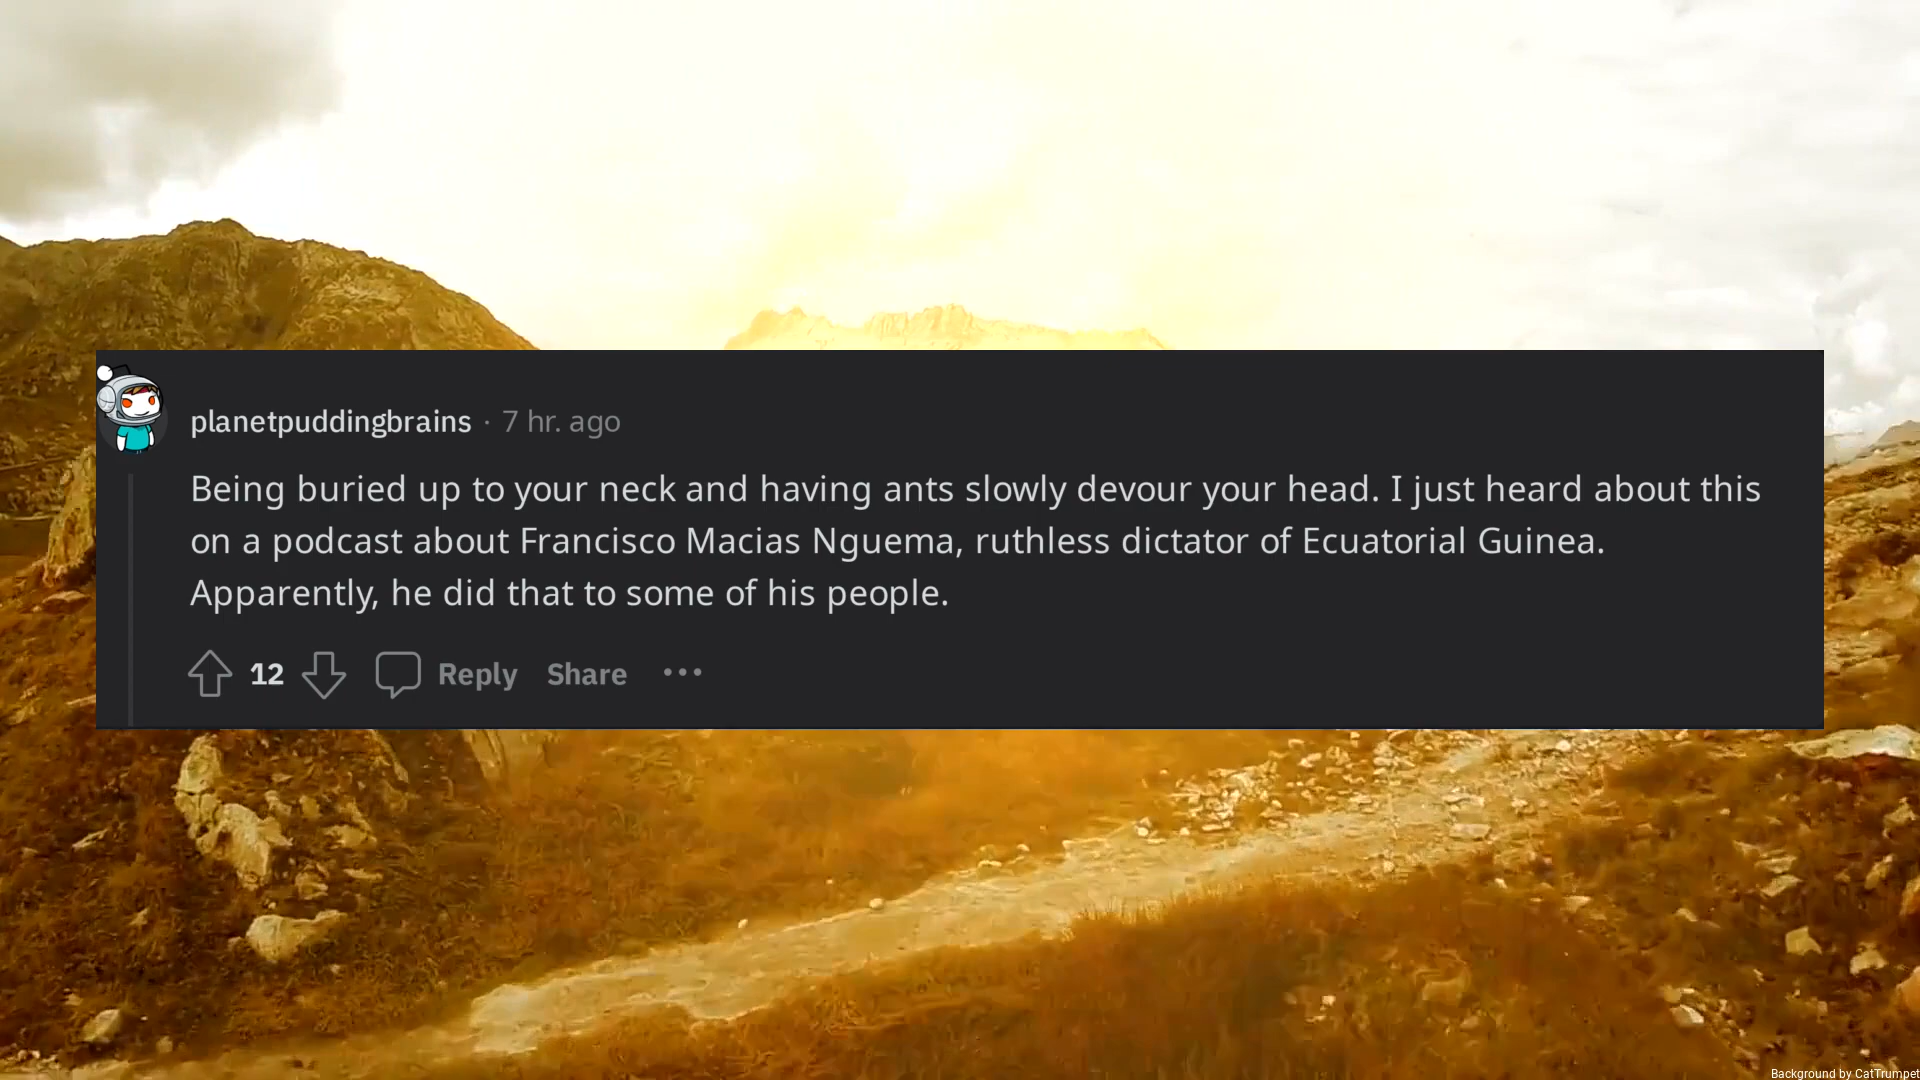 planetpuddingbrains · 7 hr. ago
Being buried up to your neck and having ants slowly devour your head. I just heard about this
on a podcast about Francisco Macias Nguema, ruthless dictator of Ecuatorial Guinea.
Apparently, he did that to some of his people.
12 Reply Share ···
Background by CatTrumpet